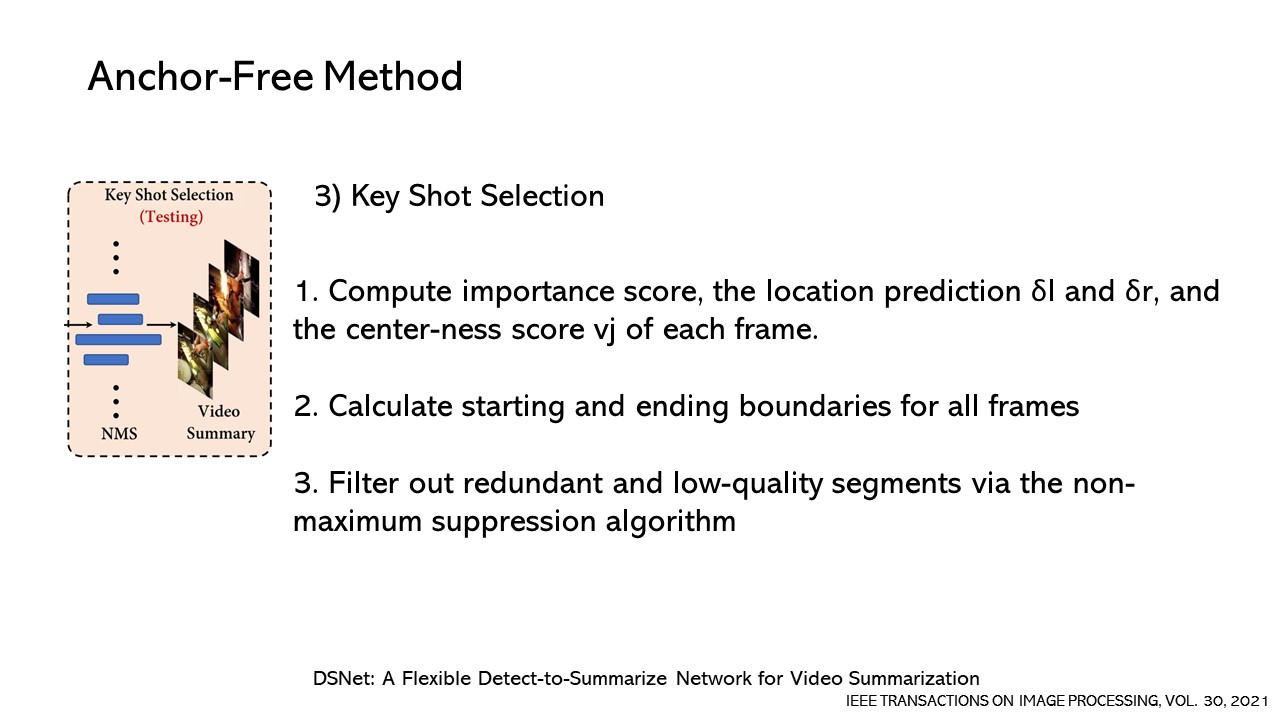 Anchor-Free Method
Key Shot Selection
(Testing)
NMS
Video
Summary
3) Key Shot Selection
1. Compute importance score, the location prediction δl and δr, and
the center-ness score vj of each frame.
2. Calculate starting and ending boundaries for all frames
3. Filter out redundant and low-quality segments via the non-
maximum suppression algorithm
DSNet: A Flexible Detect-to-Summarize Network for Video Summarization
IEEE TRANSACTIONS ON IMAGE PROCESSING, VOL. 30, 2021